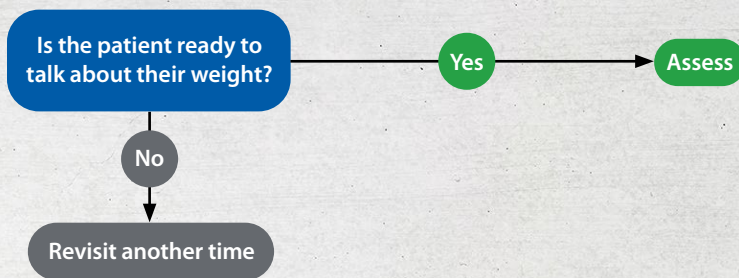 Is the patient ready to
talk about their weight?
Yes
Assess
No
Revisit another time